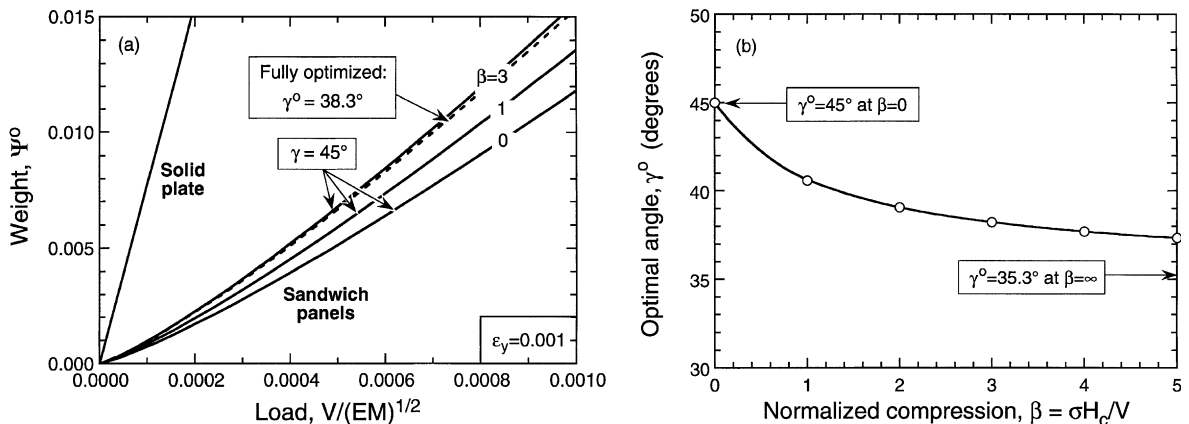 (a)
Fully optimized:
γ° = 38.3°
β=3
1
0
γ = 45°
Solid
plate
Sandwich
panels
εy=0.001
Weight, Ψ°
0.015
0.010
0.005
0.000
0.0000 0.0002 0.0004 0.0006 0.0008 0.0010
Load, V/(EM)^1/2
(b)
γ°=45° at β=0
γ°=35.3° at β=∞
Optimal angle, γ° (degrees)
50
45
40
35
30
0 1 2 3 4 5
Normalized compression, β = σHc/V